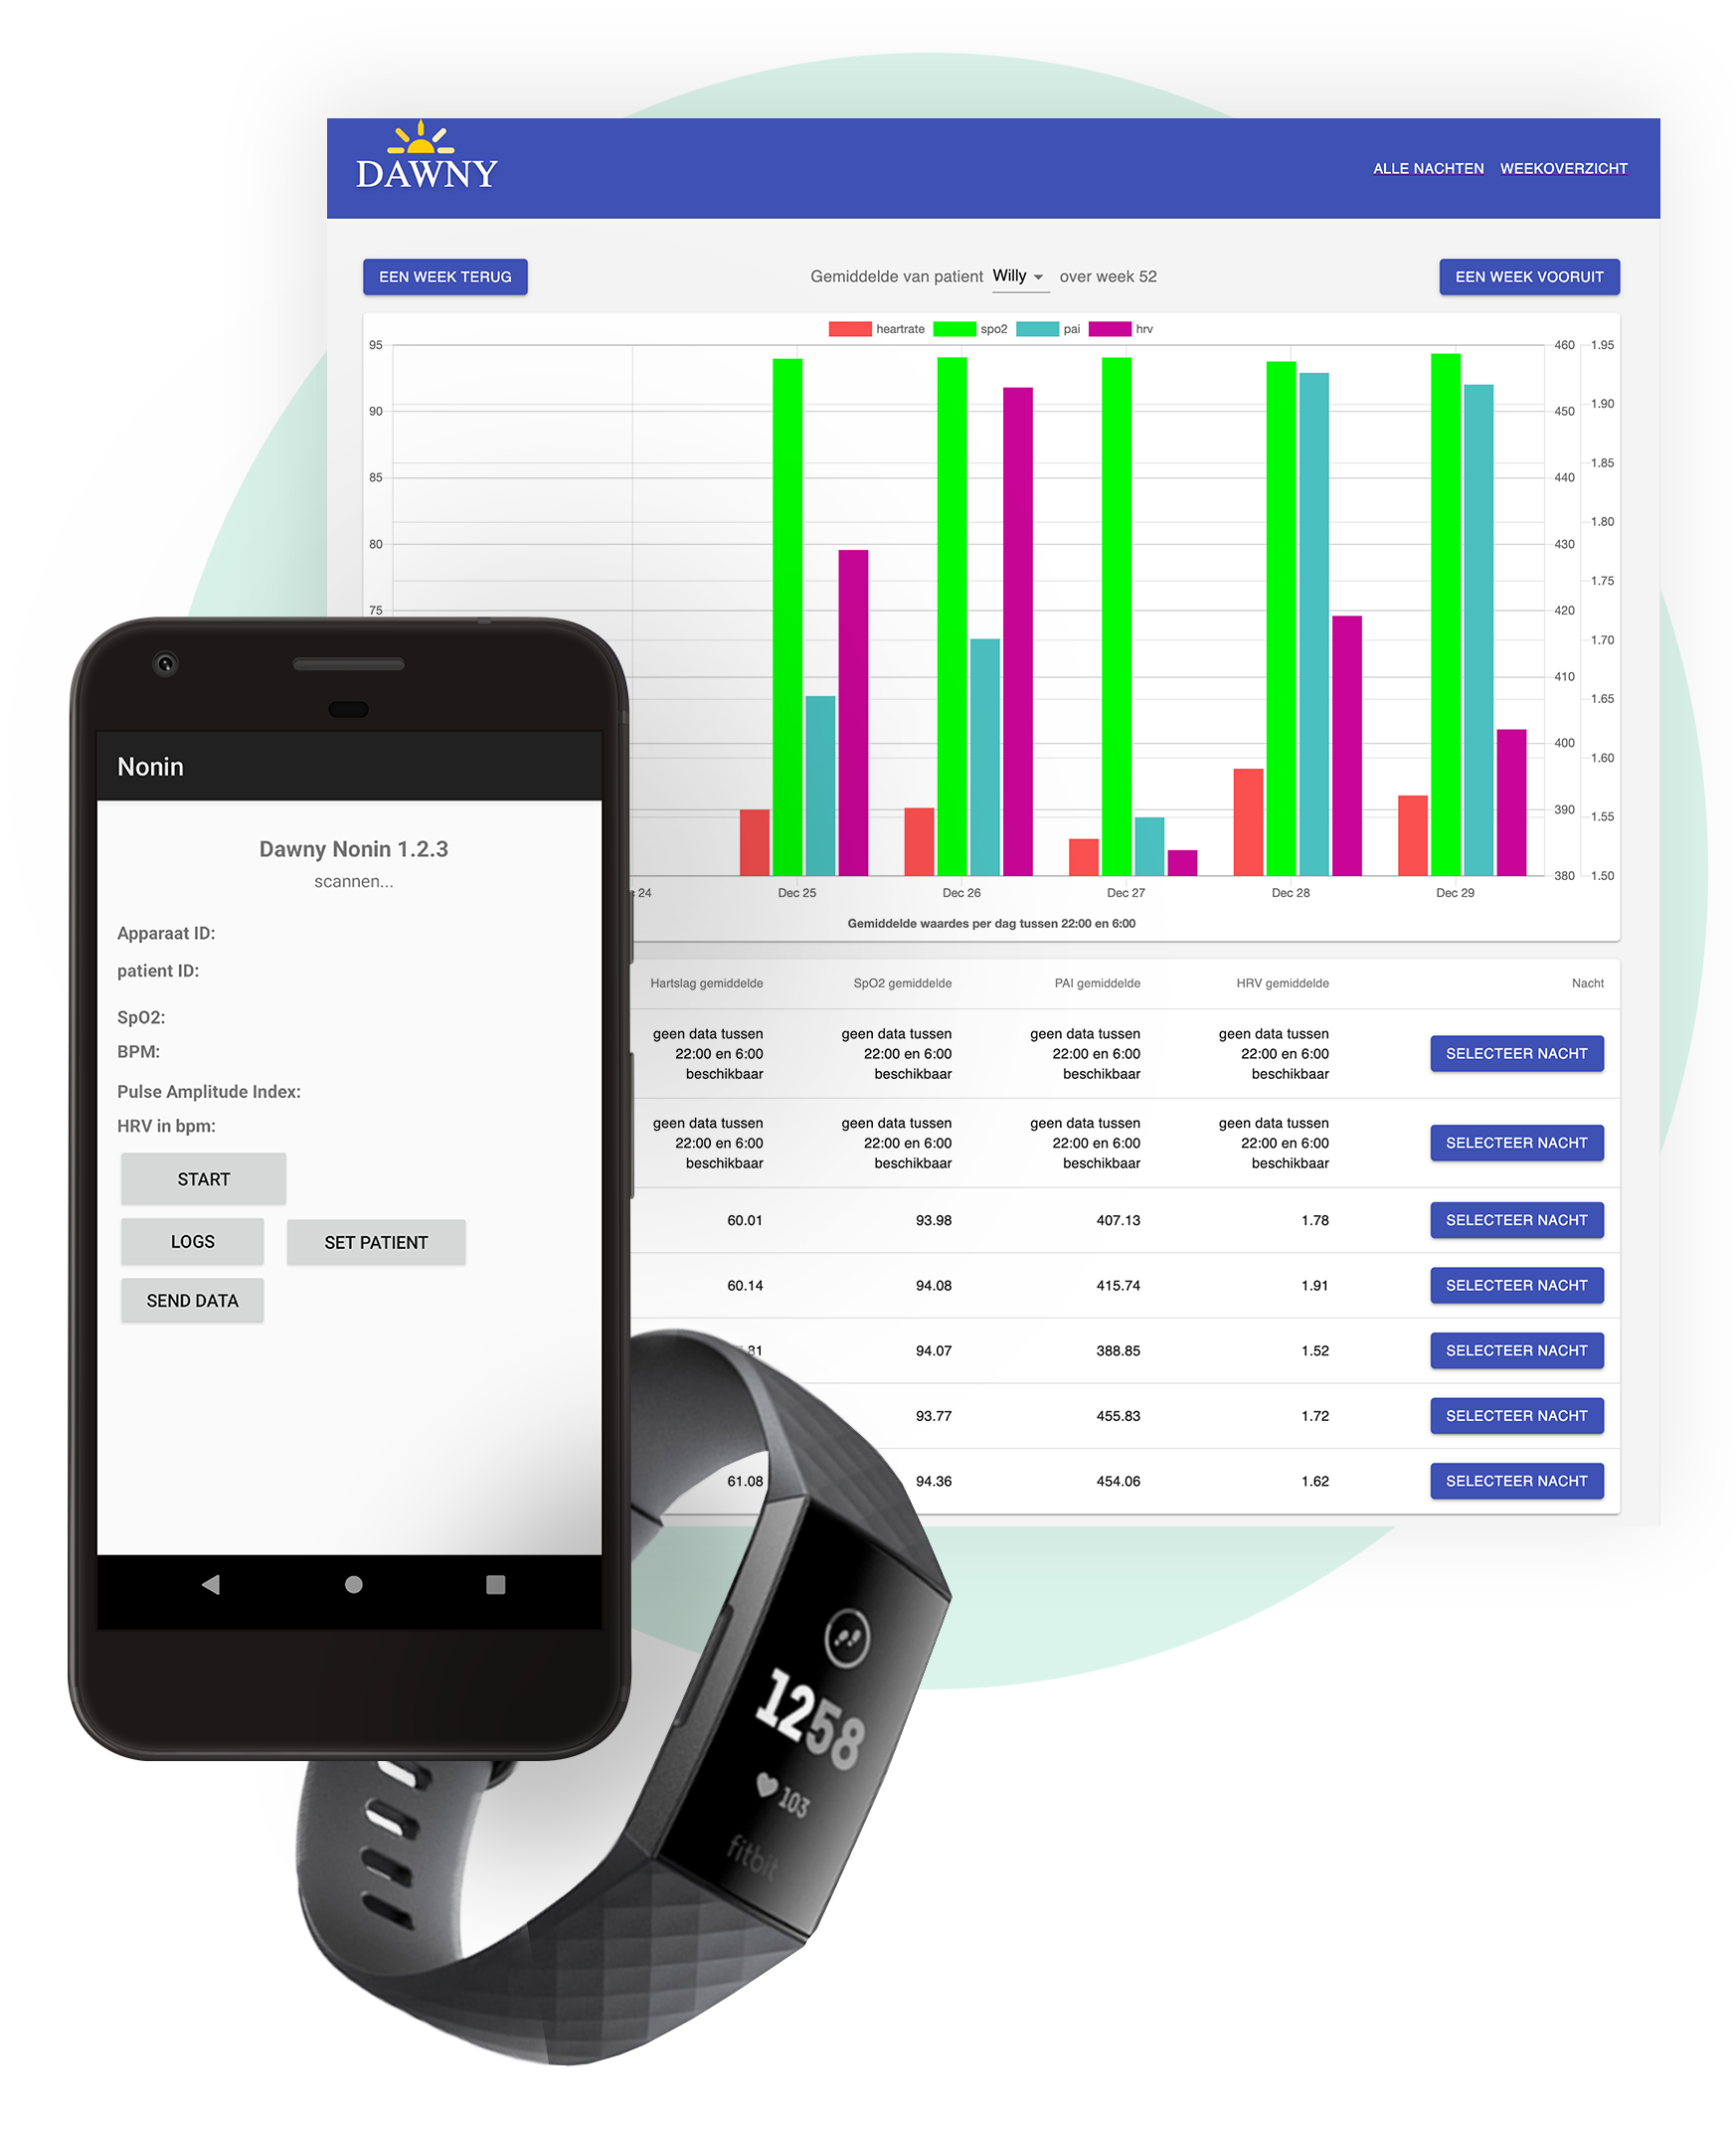 DAWNY
ALLE NACHTEN WEEKOVERZICHT
EEN WEEK TERUG
Gemiddelde van patient Willy over week 52
EEN WEEK VOORUIT
heartrate spo2 pai hrv
95 460 1.95
90 450 1.90
85 440 1.85
80 430 1.80
75 420 1.75
410 1.70
400 1.65
390 1.60
380 1.55
1.50
24 Dec 25 Dec 26 Dec 27 Dec 28 Dec 29
Gemiddelde waardes per dag tussen 22:00 en 6:00
Hartslag gemiddelde SpO2 gemiddelde PAI gemiddelde HRV gemiddelde Nacht
geen data tussen geen data tussen geen data tussen geen data tussen
22:00 en 6:00 22:00 en 6:00 22:00 en 6:00 22:00 en 6:00 SELECTEER NACHT
beschikbaar beschikbaar beschikbaar beschikbaar
geen data tussen geen data tussen geen data tussen geen data tussen
22:00 en 6:00 22:00 en 6:00 22:00 en 6:00 22:00 en 6:00 SELECTEER NACHT
beschikbaar beschikbaar beschikbaar beschikbaar
60.01 93.98 407.13 1.78 SELECTEER NACHT
60.14 94.08 415.74 1.91 SELECTEER NACHT
94.07 388.85 1.52 SELECTEER NACHT
93.77 455.83 1.72 SELECTEER NACHT
61.08 94.36 454.06 1.62 SELECTEER NACHT
Nonin
Dawny Nonin 1.2.3
scannen...
Apparaat ID:
patient ID:
SpO2:
BPM:
Pulse Amplitude Index:
HRV in bpm:
START
LOGS SET PATIENT
SEND DATA
1258
103
fitbit